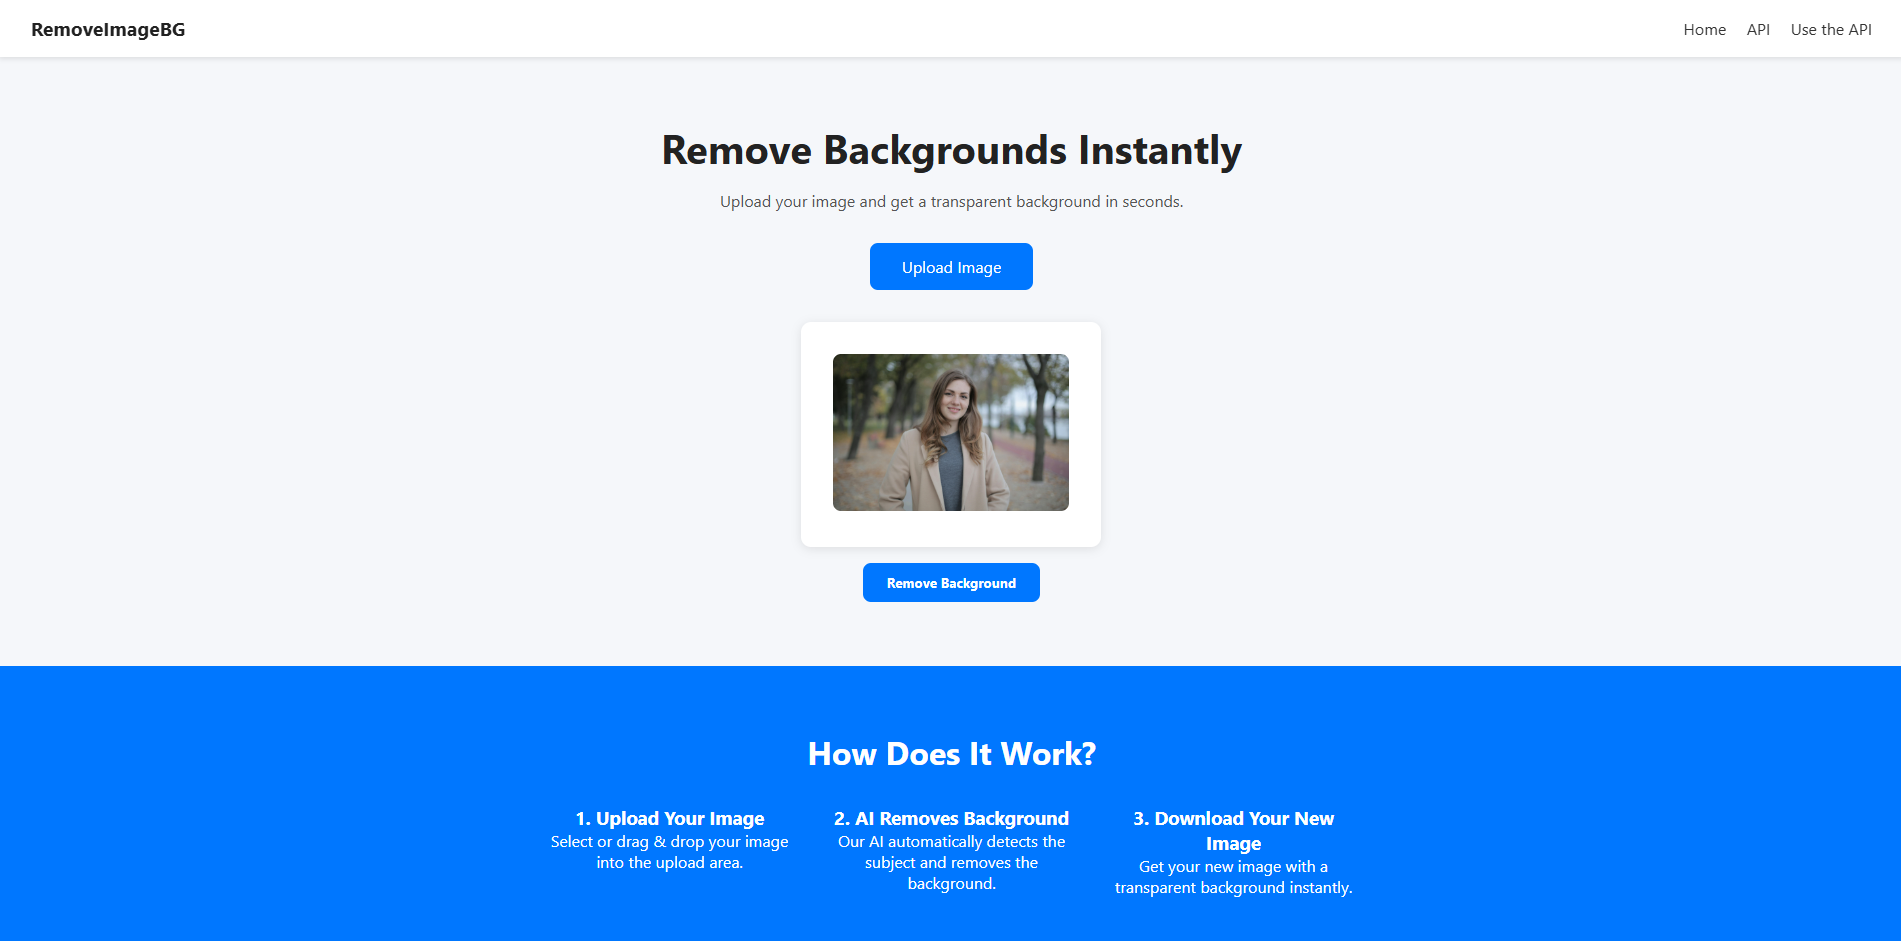 RemoveImageBG
Home
API
Use the API
Remove Backgrounds Instantly
Upload your image and get a transparent background in seconds.
Upload Image
Remove Background
How Does It Work?
1. Upload Your Image
Select or drag & drop your image
into the upload area.
2. AI Removes Background
Our AI automatically detects the
subject and removes the
background.
3. Download Your New
Image
Get your new image with a
transparent background instantly.